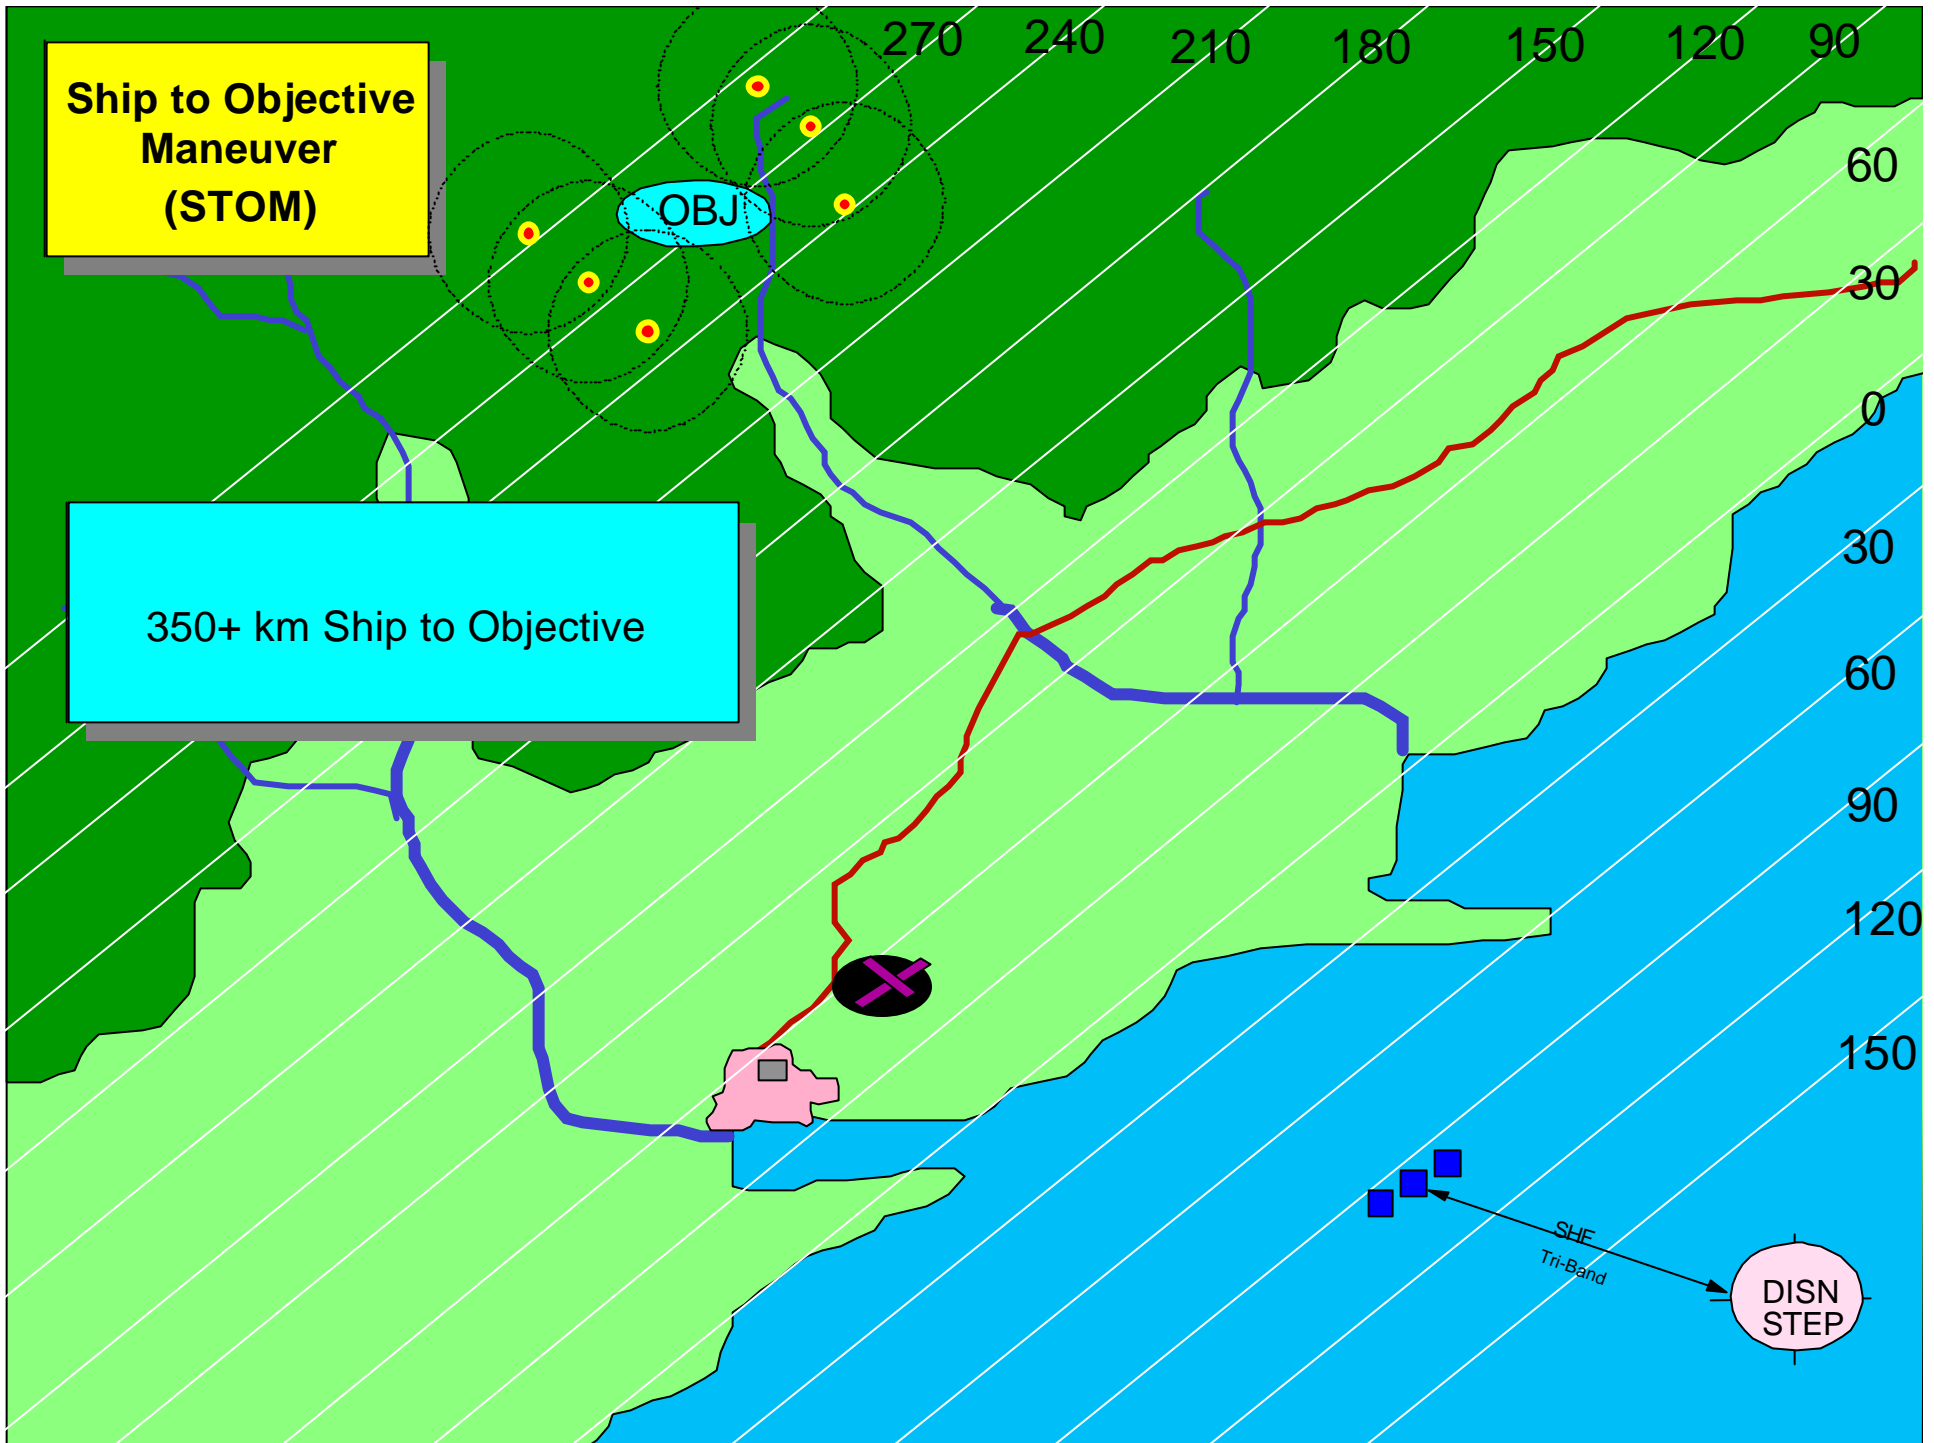 270
240
210
180
150
120
90
Ship to Objective
Maneuver
(STOM)
60
OBJ
30
0
30
350+ km Ship to Objective
60
90
120
150
SHF
Tri-Band
DISN
STEP